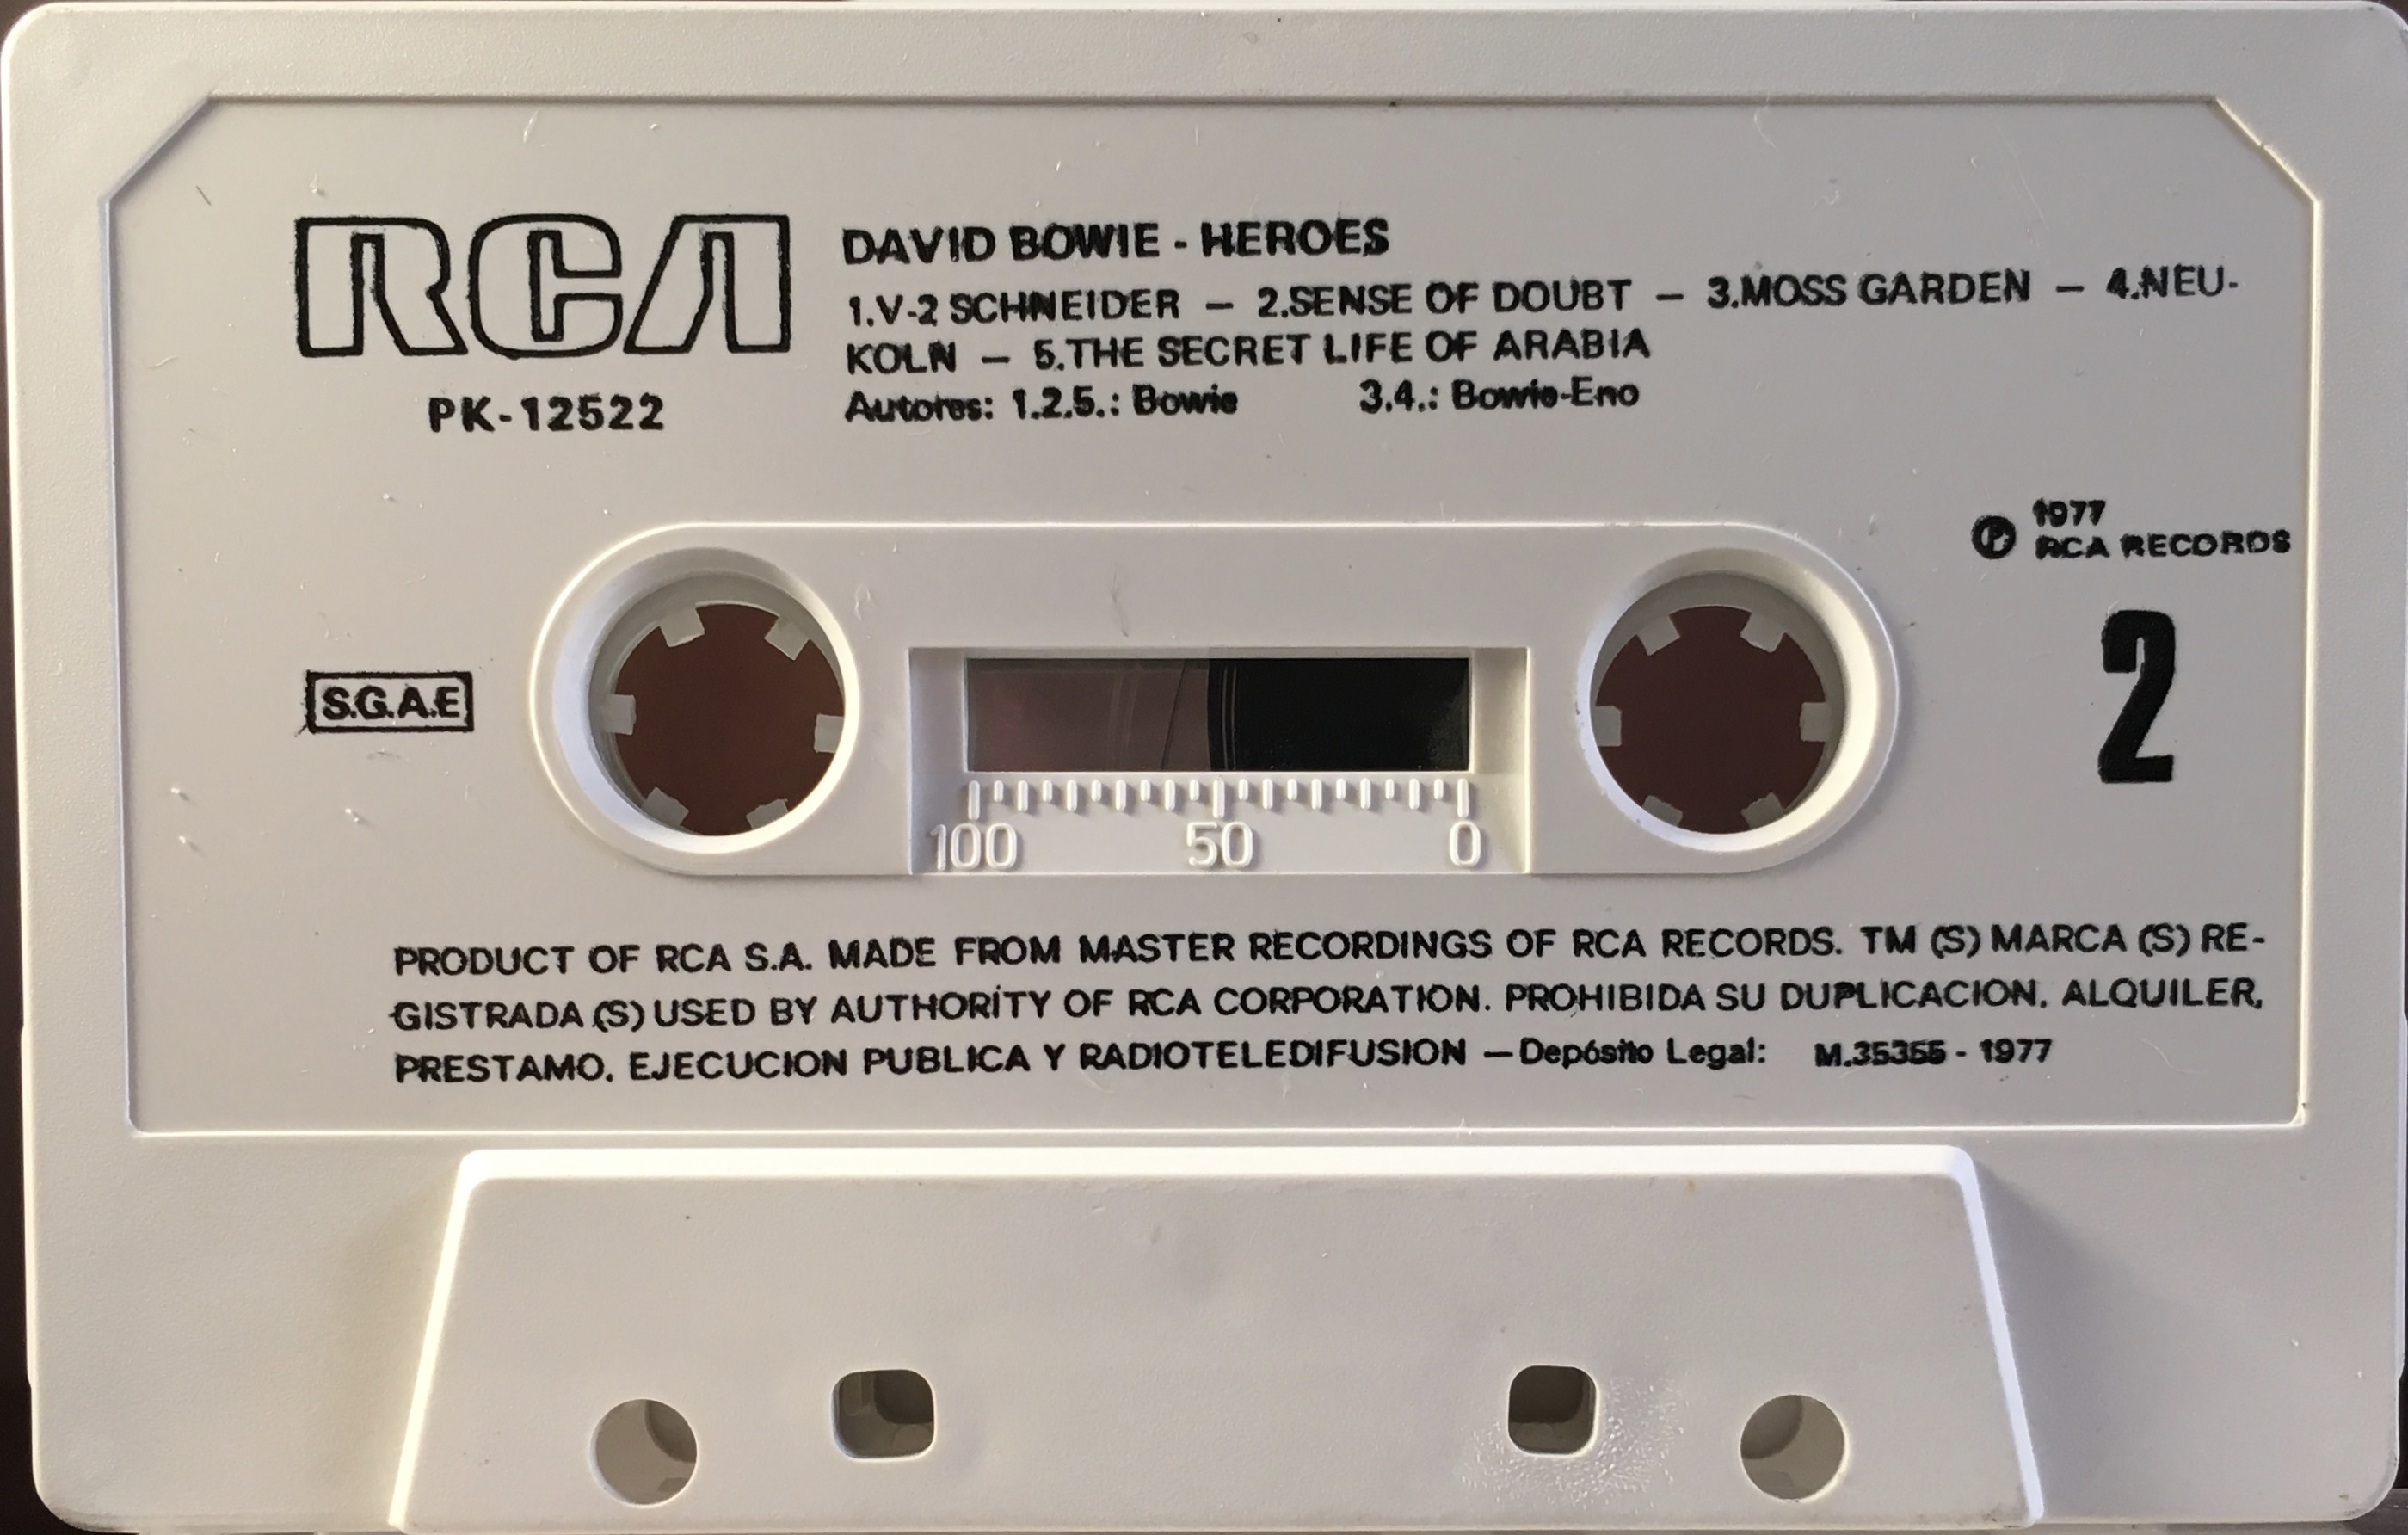 RCA
PK-12522
DAVID BOWIE - HEROES
1.V-2 SCHNEIDER — 2.SENSE OF DOUBT — 3.MOSS GARDEN — 4.NEU-
KOLN — 5.THE SECRET LIFE OF ARABIA
Autores: 1.2.5.: Bowie 3.4.: Bowie-Eno
Ⓟ 1977
RCA RECORDS
S.G.A.E
2
100 50 0
PRODUCT OF RCA S.A. MADE FROM MASTER RECORDINGS OF RCA RECORDS. TM (S) MARCA (S) RE-
GISTRADA (S) USED BY AUTHORITY OF RCA CORPORATION. PROHIBIDA SU DUPLICACION, ALQUILER,
PRESTAMO, EJECUCION PUBLICA Y RADIOTELEDIFUSION — Depósito Legal: M.35355 - 1977